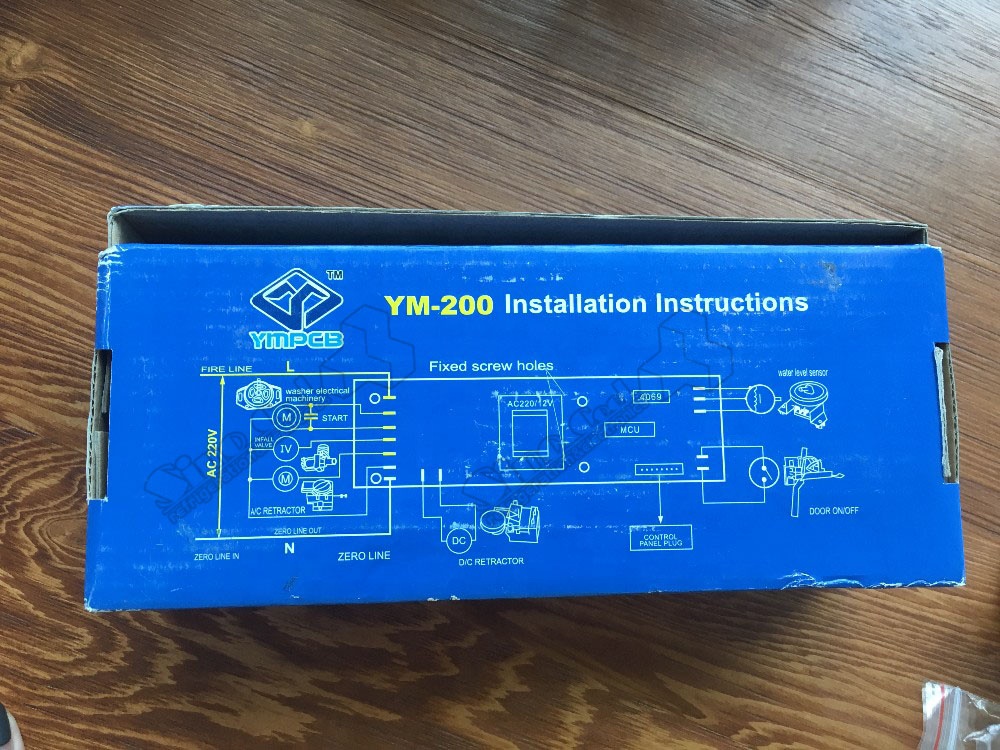 TM
YMPCB
YM-200 Installation Instructions
FIRE LINE
L
Fixed screw holes
water level sensor
washer electrical
machinery
M
START
AC220/12V
4069
MCU
AC 220V
INFALL
VALVE
IV
M
A/C RETRACTOR
DC
D/C RETRACTOR
CONTROL
PANEL PLUG
DOOR ON/OFF
ZERO LINE OUT
ZERO LINE IN
N
ZERO LINE